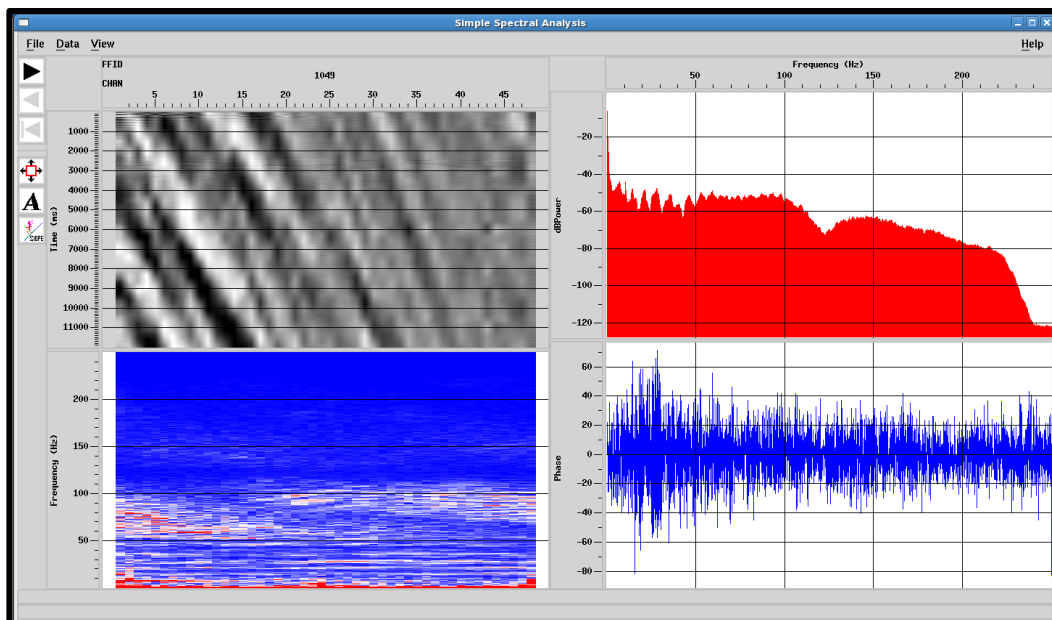 Simple Spectral Analysis
File Data View Help
FFID
1049
CHAN
5 10 15 20 25 30 35 40 45
Time (ms)
1000
2000
3000
4000
5000
6000
7000
8000
9000
10000
11000
A
SLOPE
Frequency (Hz)
200
150
100
50
Frequency (Hz)
50 100 150 200
dBPower
-20
-40
-60
-80
-100
-120
Phase
60
40
20
0
-20
-40
-60
-80